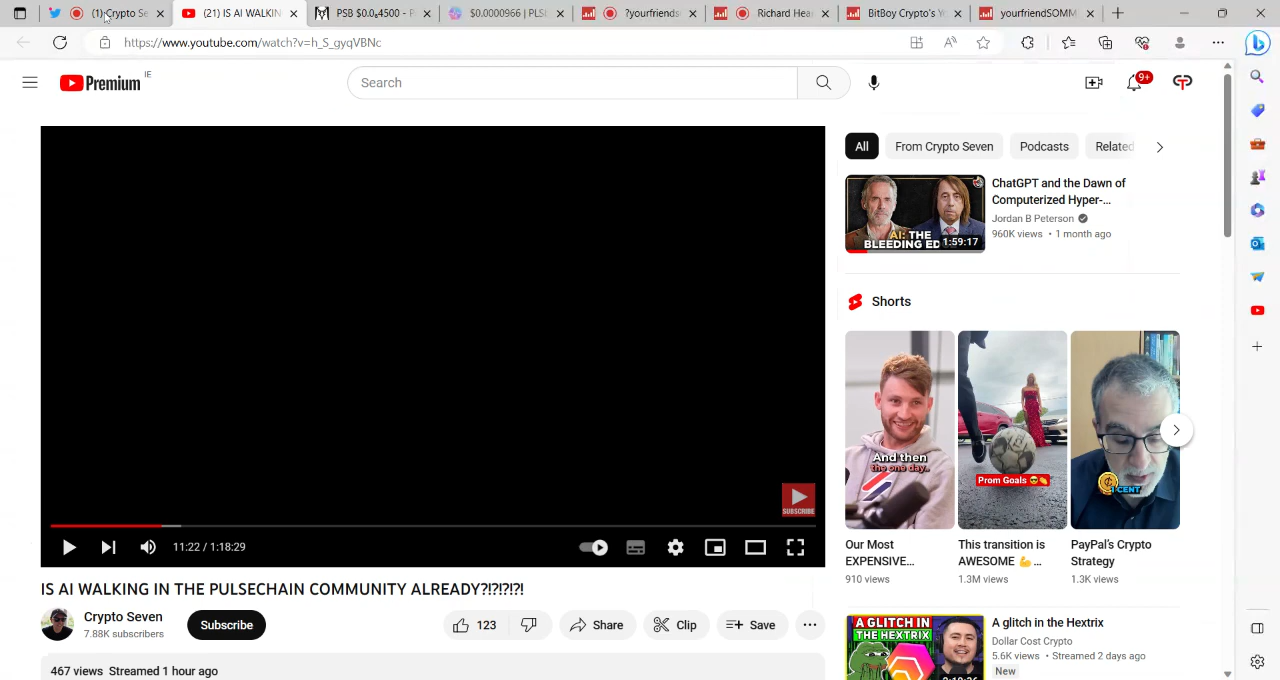 (1) Crypto Se
(21) IS AI WALKIN
PSB $0.0₄4500 - P
$0.0000966 | PLS
?yourfriends
Richard Hea
BitBoy Crypto's Y
yourfriendSOMM
https://www.youtube.com/watch?v=h_S_gyqVBNc
Premium IE
Search
9+
All
From Crypto Seven
Podcasts
Related
AI: THE
BLEEDING ED
1:59:17
ChatGPT and the Dawn of
Computerized Hyper-...
Jordan B Peterson
960K views • 1 month ago
Shorts
And then
the one day..
Prom Goals
1 CENT
Our Most
EXPENSIVE...
910 views
This transition is
AWESOME 💪 ...
1.3M views
PayPal's Crypto
Strategy
1.3K views
SUBSCRIBE
11:22 / 1:18:29
IS AI WALKING IN THE PULSECHAIN COMMUNITY ALREADY?!?!?!?!
Crypto Seven
7.88K subscribers
Subscribe
123
Share
Clip
Save
467 views Streamed 1 hour ago
A GLITCH IN
THE HEXTRIX
A glitch in the Hextrix
Dollar Cost Crypto
5.6K views • Streamed 2 days ago
New